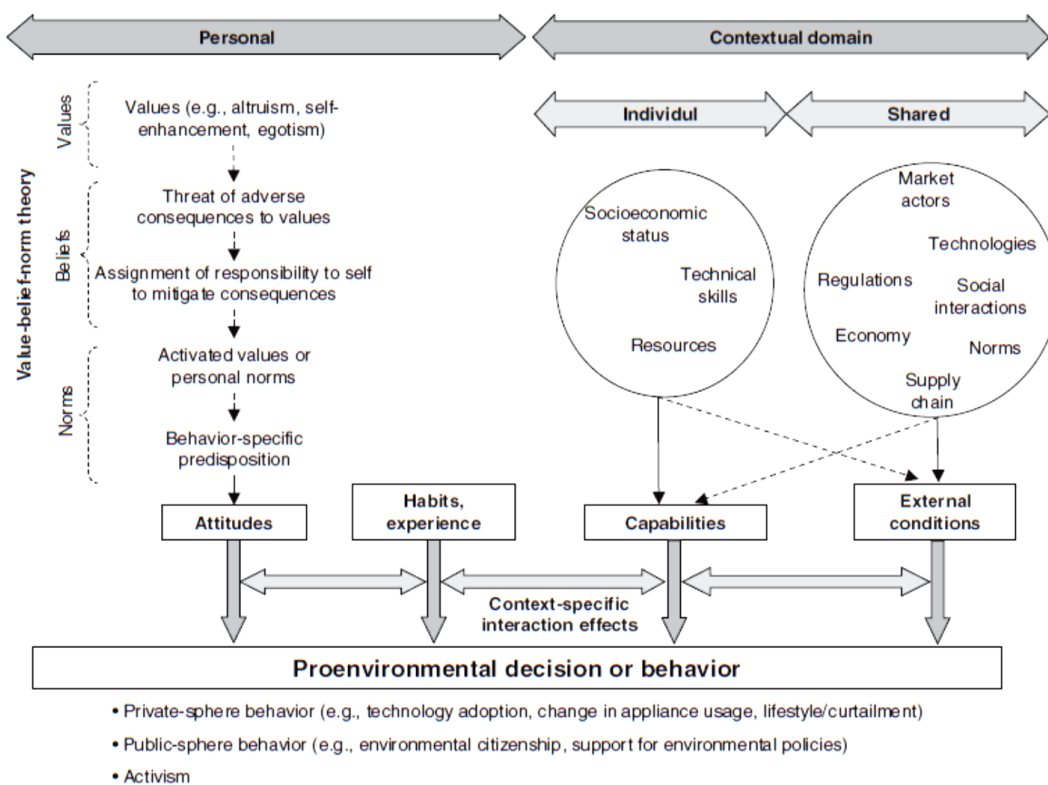 Personal
Contextual domain
Individul
Shared
Value-belief-norm theory
Values
Beliefs
Norms
Values (e.g., altruism, self-
enhancement, egotism)
Threat of adverse
consequences to values
Assignment of responsibility to self
to mitigate consequences
Activated values or
personal norms
Behavior-specific
predisposition
Socioeconomic
status
Technical
skills
Resources
Market
actors
Technologies
Regulations
Social
interactions
Economy
Norms
Supply
chain
Attitudes
Habits,
experience
Capabilities
External
conditions
Context-specific
interaction effects
Proenvironmental decision or behavior
• Private-sphere behavior (e.g., technology adoption, change in appliance usage, lifestyle/curtailment)
• Public-sphere behavior (e.g., environmental citizenship, support for environmental policies)
• Activism